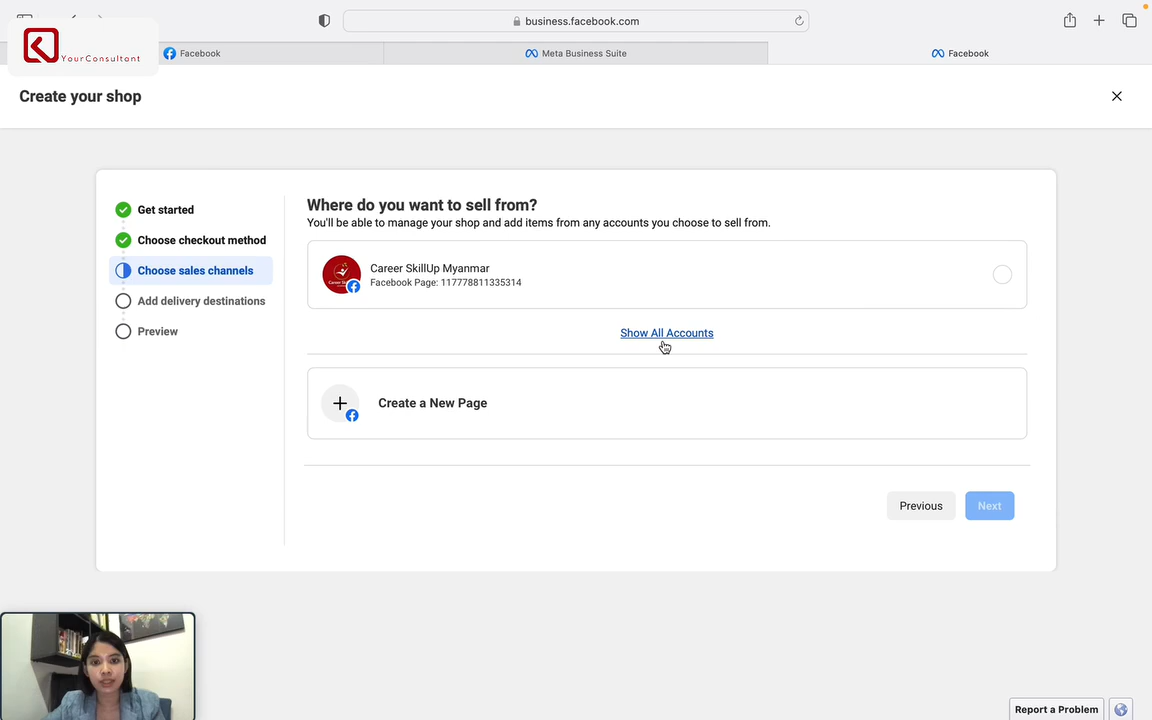 business.facebook.com
YourConsultant
Facebook
Meta Business Suite
Facebook
Create your shop
Get started
Choose checkout method
Choose sales channels
Add delivery destinations
Preview
Where do you want to sell from?
You'll be able to manage your shop and add items from any accounts you choose to sell from.
Career SkillUp Myanmar
Facebook Page: 117778811335314
Show All Accounts
Create a New Page
Previous
Next
Report a Problem